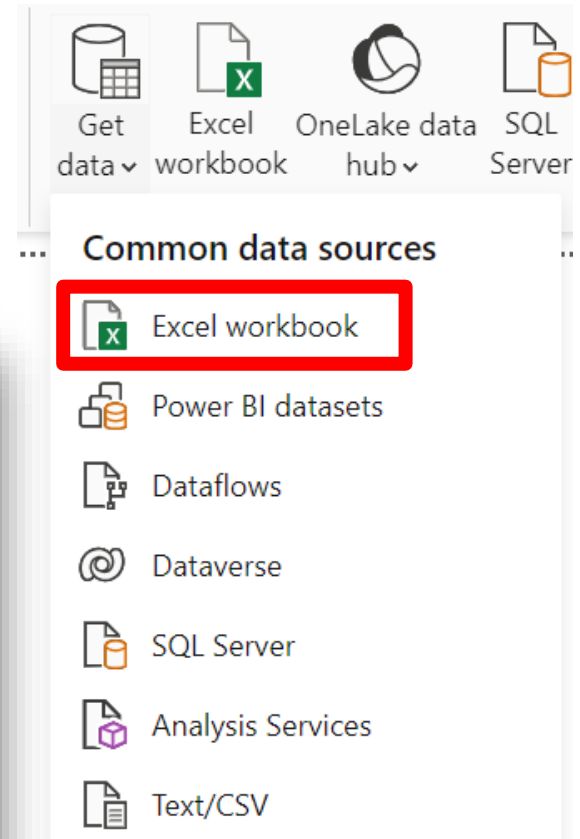 Get data
Excel workbook
OneLake data hub
SQL Server
Common data sources
Excel workbook
Power BI datasets
Dataflows
Dataverse
SQL Server
Analysis Services
Text/CSV